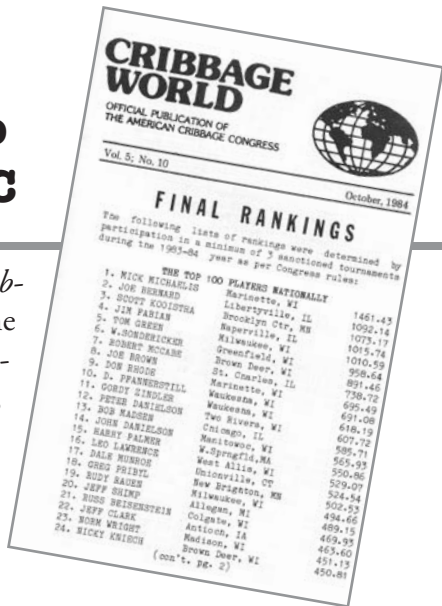 C
b-
e
-
CRIBBAGE
WORLD
OFFICIAL PUBLICATION OF
THE AMERICAN CRIBBAGE CONGRESS
Vol. 5; No. 10 October, 1984
FINAL RANKINGS
The following lists of rankings were determined by
participation in a minimum of 3 sanctioned tournaments
during the 1983-84 year as per Congress rules:
THE TOP 100 PLAYERS NATIONALLY
1. MICK MICHAELIS Marinette, WI 1461.43
2. JOE BERNARD Libertyville, IL 1092.14
3. SCOTT KOOISTRA Brooklyn Ctr, MN 1073.17
4. JIM FABIAN Naperville, IL 1015.74
5. TOM GREEN Milwaukee, WI 1010.59
6. W.SONDERICKER Greenfield, WI 958.64
7. ROBERT MCCABE Brown Deer, WI 891.46
8. JOE BROWN St. Charles, IL 738.72
9. DON RHODE Marinette, WI 695.49
10. D. PFANNERSTILL Waukesha, WI 691.08
11. GORDY ZINDLER Waukesha, WI 618.19
12. PETER DANIELSON Two Rivers, WI 607.72
13. BOB MADSEN Chicago, IL 585.71
14. JOHN DANIELSON Manitowoc, WI 565.93
15. HARRY PALMER W.Sprngfld,MA 550.86
16. LEO LAWRENCE West Allis, WI 529.07
17. DALE MUNROE Unionville, CT 524.54
18. GREG PRIBYL New Brighton, MN 502.53
19. RUDY RADEN Milwaukee, WI 494.66
20. JEFF SHIMP Allegan, MI 489.15
21. RUSS BEISENSTEIN Colgate, WI 469.93
22. JEFF CLARK Antioch, IA 463.60
23. NORM WRIGHT Madison, WI 451.13
24. NICKY KNIECH Brown Deer, WI 450.81
(con't. pg. 2)